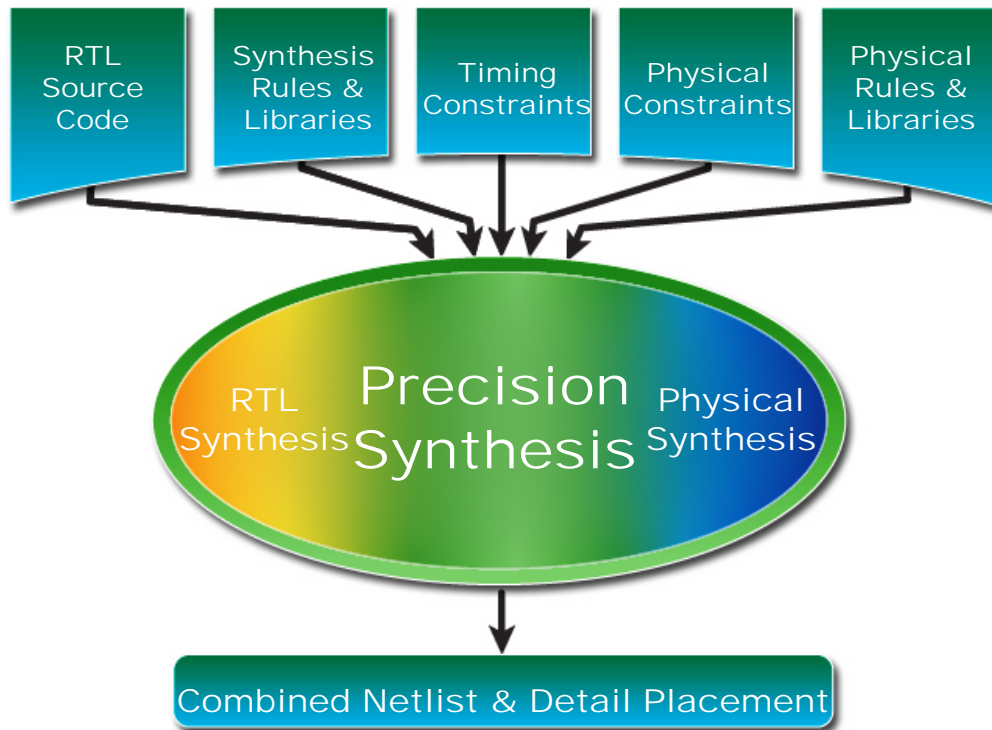 RTL
Source
Code
Synthesis
Rules &
Libraries
Timing
Constraints
Physical
Constraints
Physical
Rules &
Libraries
RTL
Synthesis
Precision
Synthesis
Physical
Synthesis
Combined Netlist & Detail Placement